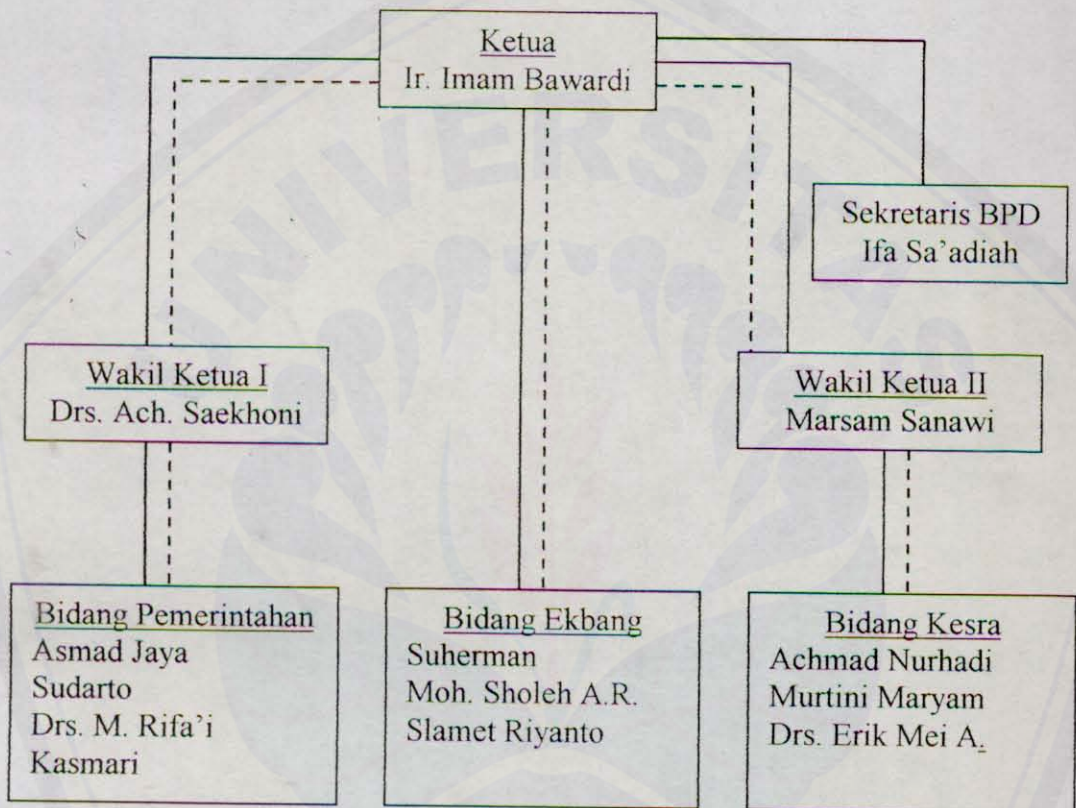 Ketua
Ir. Imam Bawardi
Sekretaris BPD
Ifa Sa'adiah
Wakil Ketua I
Drs. Ach. Saekhoni
Wakil Ketua II
Marsam Sanawi
Bidang Pemerintahan
Asmad Jaya
Sudarto
Drs. M. Rifa'i
Kasmari
Bidang Ekbang
Suherman
Moh. Sholeh A.R.
Slamet Riyanto
Bidang Kesra
Achmad Nurhadi
Murtini Maryam
Drs. Erik Mei A.
UNIVERSITAS